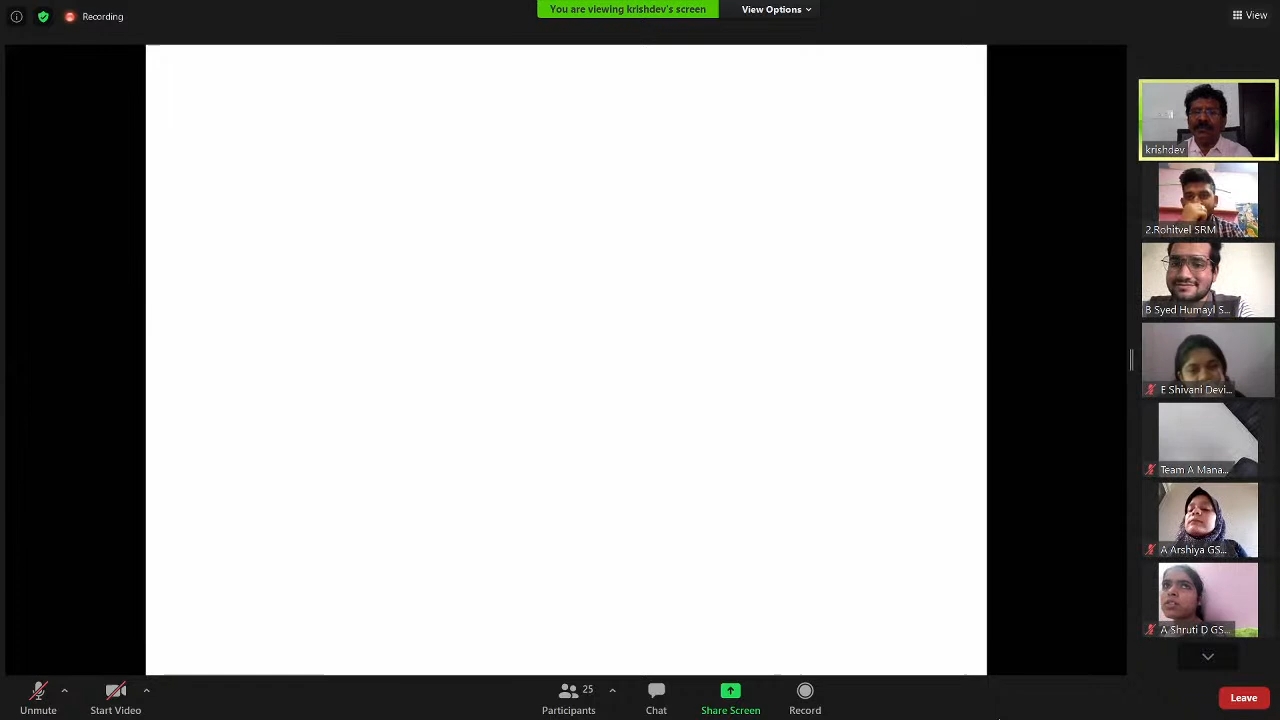 Recording
You are viewing krishdev's screen
View Options
View
krishdev
2.Rohitvel SRM
B Syed Humayl S...
E Shivani Devi...
Team A Mana...
A Arshiya GS...
A Shruti D GS...
Unmute
Start Video
Participants
25
Chat
Share Screen
Record
Leave